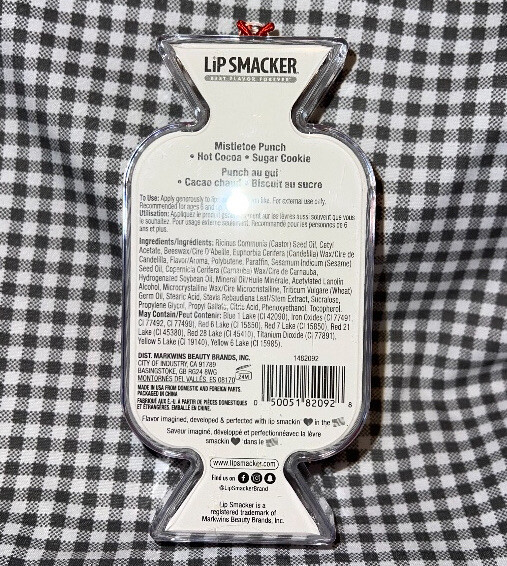 LiP SMACKER
BEST FLAVOR FOREVER
Mistletoe Punch
• Hot Cocoa • Sugar Cookie
Punch au gui
• Cacao chaud • Biscuit au sucre
To Use: Apply generously to lips For external use only.
Recommended for ages 6 and up
Utilisation: Appliquez le produit sur les lèvres aussi souvent que vous
le souhaitez. Pour usage externe seulement. Recommandé pour les personnes de 6
ans et plus.
Ingredients/Ingrédients: Ricinus Communis (Castor) Seed Oil, Cetyl
Acetate, Beeswax/Cire D'Abeille, Euphorbia Cerifera (Candelilla) Wax/Cire de
Candelilla, Flavor/Aroma, Polybutene, Paraffin, Sesamum Indicum (Sesame)
Seed Oil, Copernicia Cerifera (Carnauba) Wax/Cire de Carnauba,
Hydrogenated Soybean Oil, Mineral Oil/Huile Minérale, Acetylated Lanolin
Alcohol, Microcrystalline Wax/Cire Microcristalline, Triticum Vulgare (Wheat)
Germ Oil, Stearic Acid, Stevia Rebaudiana Leaf/Stem Extract, Sucralose,
Propylene Glycol, Propyl Gallate, Citric Acid, Phenoxyethanol, Tocopherol.
May Contain/Peut Contenir: Blue 1 Lake (CI 42090), Iron Oxides (CI 77491,
CI 77492, CI 77499), Red 6 Lake (CI 15850), Red 7 Lake (CI 15850), Red 21
Lake (CI 45380), Red 28 Lake (CI 45410), Titanium Dioxide (CI 77891),
Yellow 5 Lake (CI 19140), Yellow 6 Lake (CI 15985).
DIST. MARKWINS BEAUTY BRANDS, INC.
CITY OF INDUSTRY, CA 91789
BASINGSTOKE, GB RG24 8WG
MONTORNÉS DEL VALLÉS, ES 08170
24M
MADE IN USA FROM DOMESTIC AND FOREIGN PARTS.
PACKAGED IN CHINA
FABRIQUÉ AUX É.-U. À PARTIR DE PIÈCES DOMESTIQUES
ET ÉTRANGÈRES. EMBALLÉ EN CHINE.
1482092
0 50051 82092 8
Flavor imagined, developed & perfected with lip smackin' ♥ in the
Saveur imaginé, développé et perfectionnéavec la lèvre
smackin ♥ dans le
www.lipsmacker.com
Find us on
@LipSmackerBrand
Lip Smacker is a
registered trademark of
Markwins Beauty Brands, Inc.